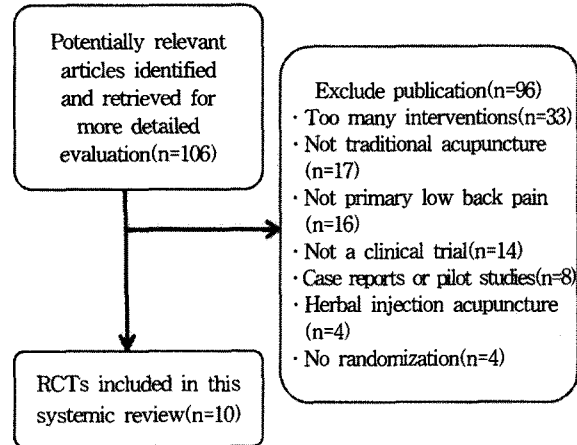 Potentially relevant
articles identified
and retrieved for
more detailed
evaluation(n=106)
Exclude publication(n=96)
· Too many interventions(n=33)
· Not traditional acupuncture
(n=17)
· Not primary low back pain
(n=16)
· Not a clinical trial(n=14)
· Case reports or pilot studies(n=8)
· Herbal injection acupuncture
(n=4)
· No randomization(n=4)
RCTs included in this
systemic review(n=10)